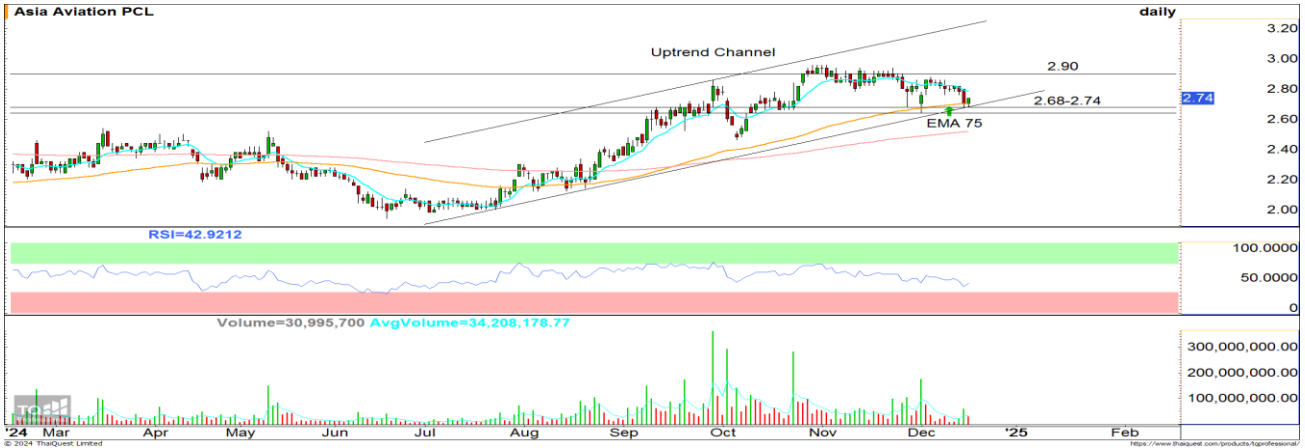 Asia Aviation PCL daily
3.20
Uptrend Channel
2.90
3.00
2.80
2.74
2.68-2.74
EMA 75
2.60
2.40
2.20
2.00
RSI=42.9212
100.0000
50.0000
0
Volume=30,995,700 AvgVolume=34,208,178.77
300,000,000.00
200,000,000.00
100,000,000.00
'24 Mar Apr May Jun Jul Aug Sep Oct Nov Dec '25 Feb
© 2024 ThaiQuest Limited https://www.thaiquest.com/products/tqprofessional/